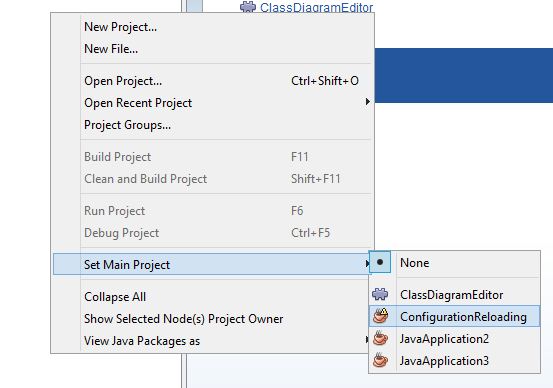 ClassDiagramEditor
New Project...
New File...
Open Project... Ctrl+Shift+O
Open Recent Project
Project Groups...
Build Project F11
Clean and Build Project Shift+F11
Run Project F6
Debug Project Ctrl+F5
Set Main Project
Collapse All
Show Selected Node(s) Project Owner
View Java Packages as
None
ClassDiagramEditor
ConfigurationReloading
JavaApplication2
JavaApplication3